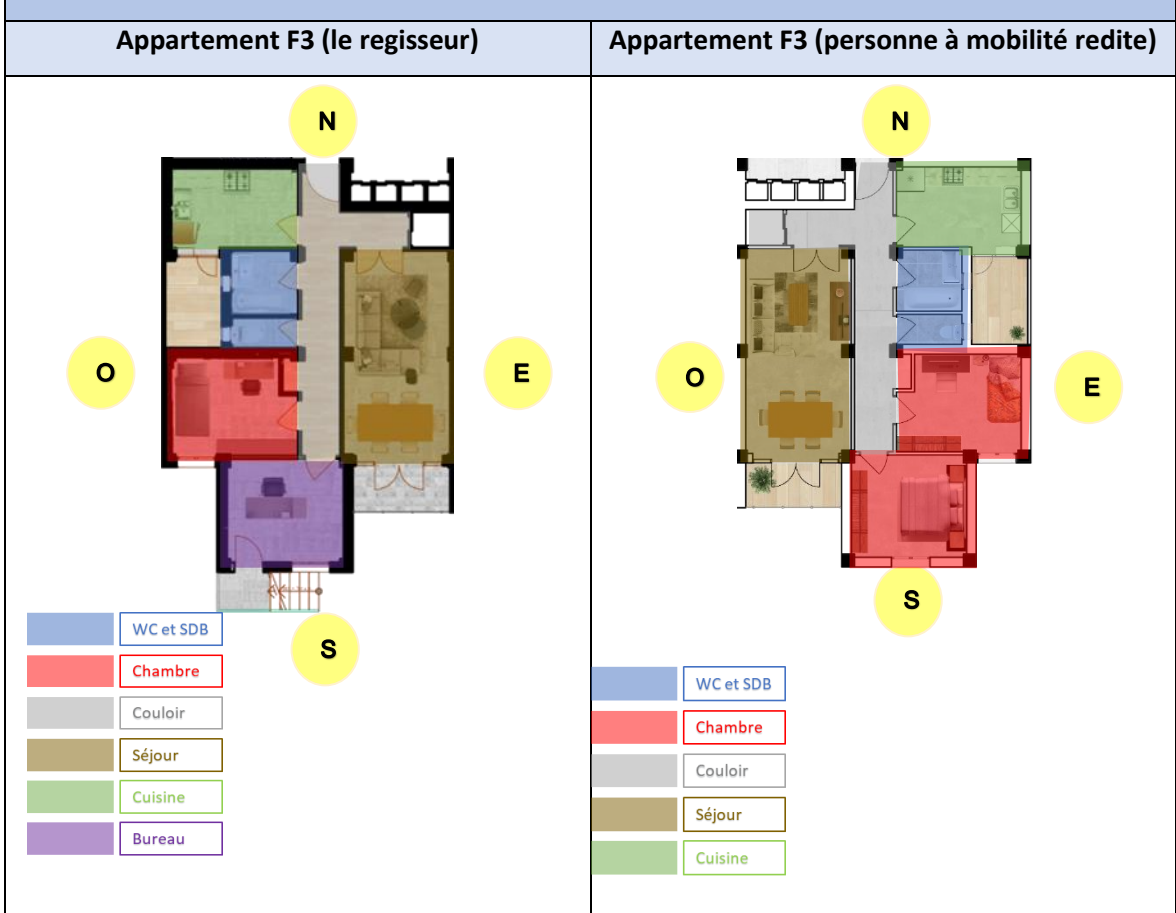 Appartement F3 (le regisseur)
Appartement F3 (personne à mobilité redite)
N
O
E
S
WC et SDB
Chambre
Couloir
Séjour
Cuisine
Bureau
N
O
E
S
WC et SDB
Chambre
Couloir
Séjour
Cuisine